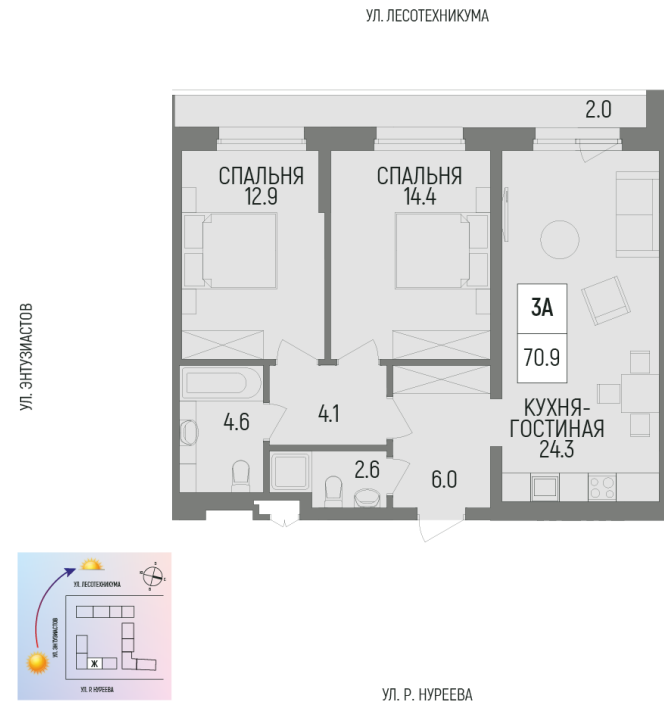 УЛ. ЛЕСОТЕХНИКУМА
2.0
СПАЛЬНЯ
12.9
СПАЛЬНЯ
14.4
УЛ. ЭНТУЗИАСТОВ
3А
70.9
КУХНЯ-
ГОСТИНАЯ
24.3
4.6
4.1
2.6
6.0
УЛ. ЛЕСОТЕХНИКУМА
УЛ. ЭНТУЗИАСТОВ
Ж
УЛ. Р. НУРЕЕВА
УЛ. Р. НУРЕЕВА